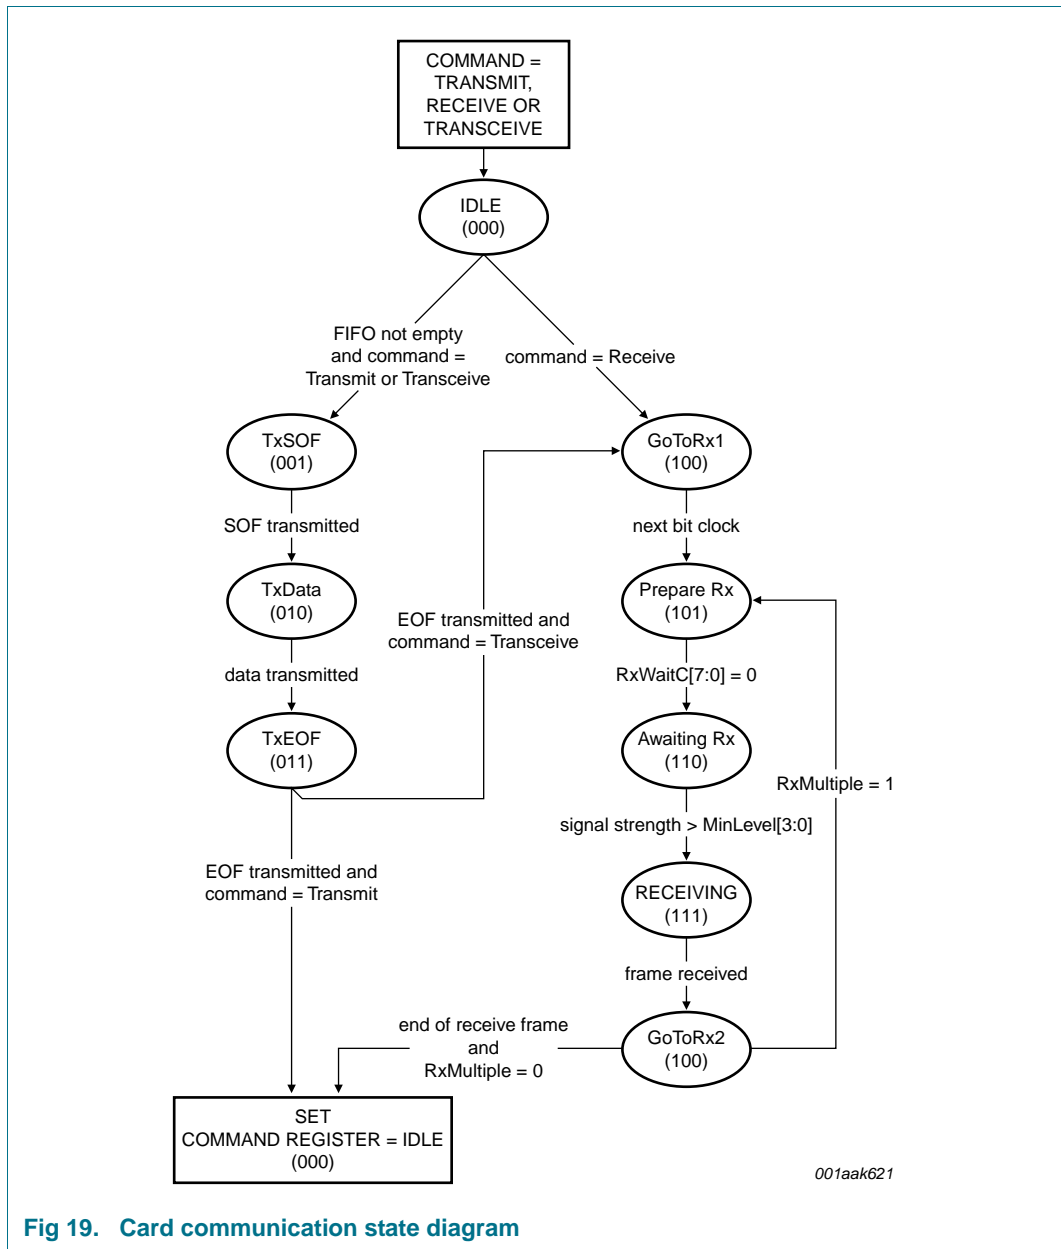 COMMAND =
TRANSMIT,
RECEIVE OR
TRANSCEIVE
IDLE
(000)
FIFO not empty
and command =
Transmit or Transceive
command = Receive
TxSOF
(001)
GoToRx1
(100)
SOF transmitted
next bit clock
TxData
(010)
Prepare Rx
(101)
EOF transmitted and
command = Transceive
data transmitted
RxWaitC[7:0] = 0
TxEOF
(011)
Awaiting Rx
(110)
RxMultiple = 1
signal strength > MinLevel[3:0]
EOF transmitted and
command = Transmit
RECEIVING
(111)
frame received
end of receive frame
and
RxMultiple = 0
GoToRx2
(100)
SET
COMMAND REGISTER = IDLE
(000)
001aak621
Fig 19. Card communication state diagram